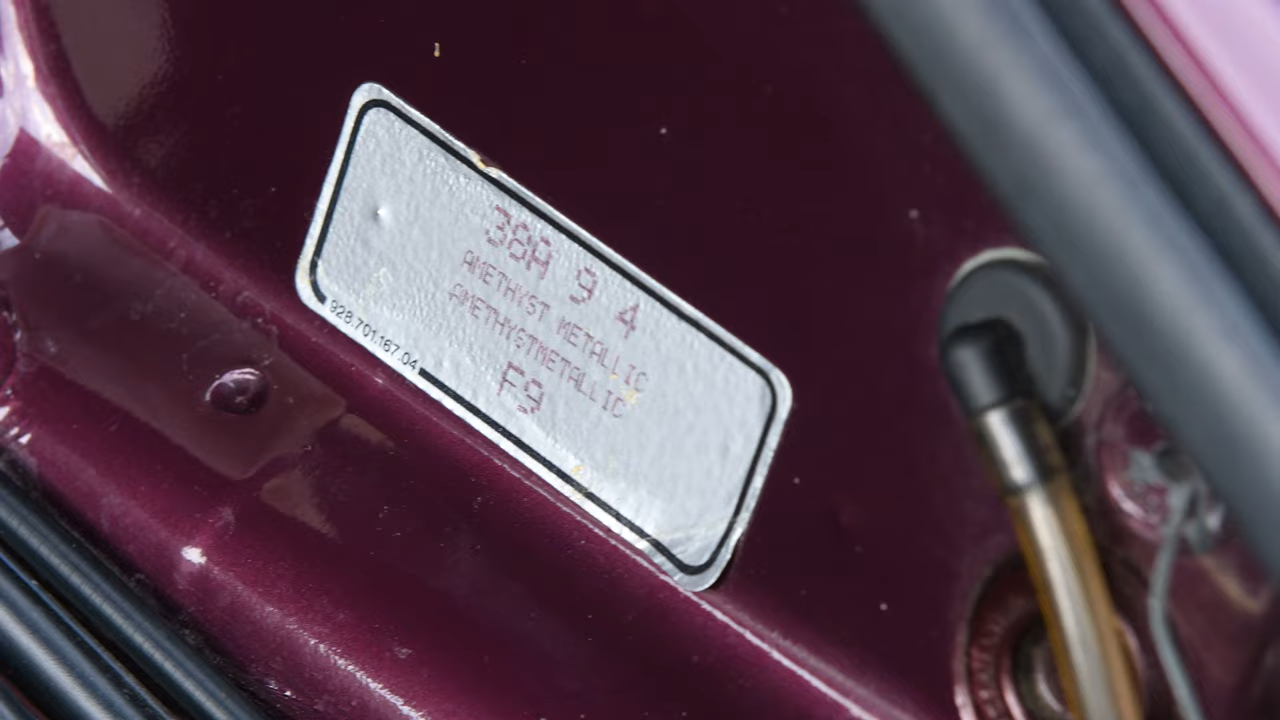 38A 9 4
AMETHYST METALLIC
AMETHYSTMETALLIC
F9
928.701.167.04